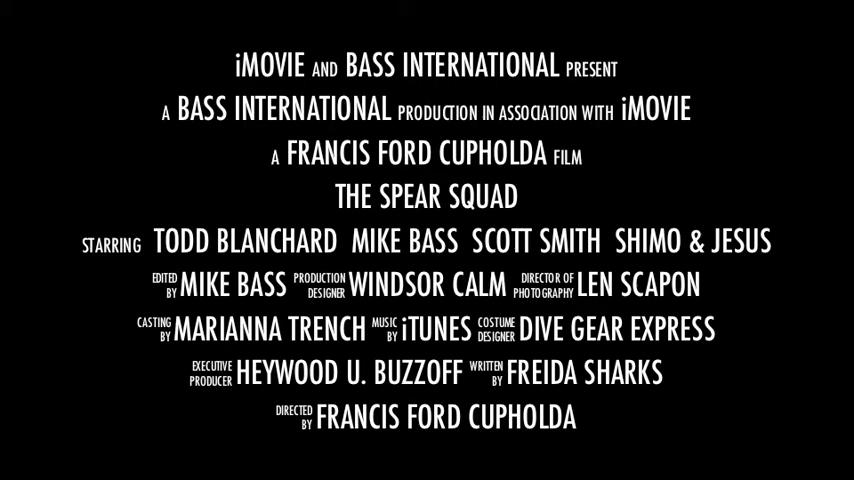 iMOVIE AND BASS INTERNATIONAL PRESENT
A BASS INTERNATIONAL PRODUCTION IN ASSOCIATION WITH iMOVIE
A FRANCIS FORD CUPHOLDA FILM
THE SPEAR SQUAD
STARRING TODD BLANCHARD MIKE BASS SCOTT SMITH SHIMO & JESUS
EDITED BY MIKE BASS PRODUCTION DESIGNER WINDSOR CALM DIRECTOR OF PHOTOGRAPHY LEN SCAPON
CASTING BY MARIANNA TRENCH MUSIC BY iTUNES COSTUME DESIGNER DIVE GEAR EXPRESS
EXECUTIVE PRODUCER HEYWOOD U. BUZZOFF WRITTEN BY FREIDA SHARKS
DIRECTED BY FRANCIS FORD CUPHOLDA